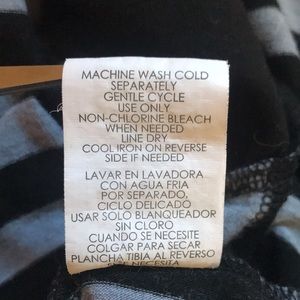 MACHINE WASH COLD
SEPARATELY
GENTLE CYCLE
USE ONLY
NON-CHLORINE BLEACH
WHEN NEEDED
LINE DRY
COOL IRON ON REVERSE
SIDE IF NEEDED
LAVAR EN LAVADORA
CON AGUA FRIA
POR SEPARADO
CICLO DELICADO
USAR SOLO BLANQUEADOR
SIN CLORO
CUANDO SE NECESITE
COLGAR PARA SECAR
PLANCHA TIBIA AL REVERSO
NECESITA